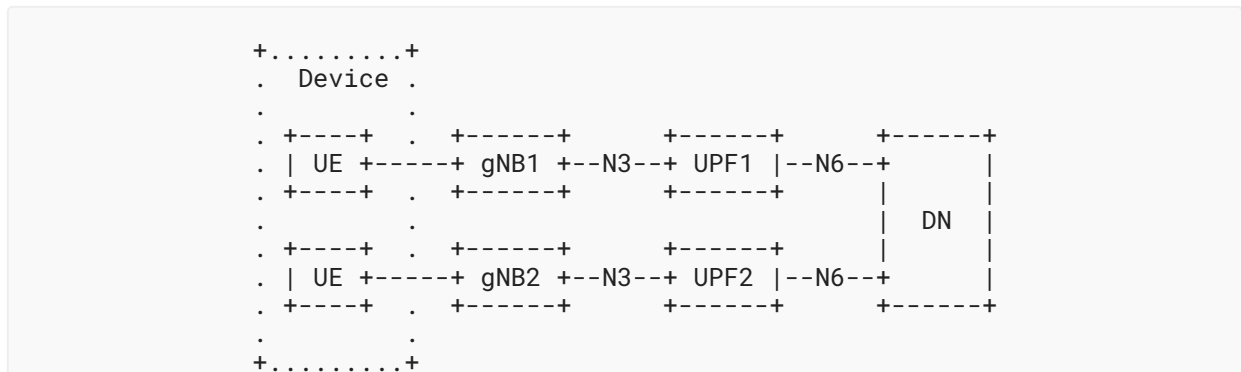 +.........+
.  Device .
.         .
. +----+  .  +------+      +------+      +------+
. | UE +-----+ gNB1 +--N3--+ UPF1 |--N6--+      |
. +----+  .  +------+      +------+      |      |
.         .                              |  DN  |
. +----+  .  +------+      +------+      |      |
. | UE +-----+ gNB2 +--N3--+ UPF2 |--N6--+      |
. +----+  .  +------+      +------+      +------+
.         .
+.........+